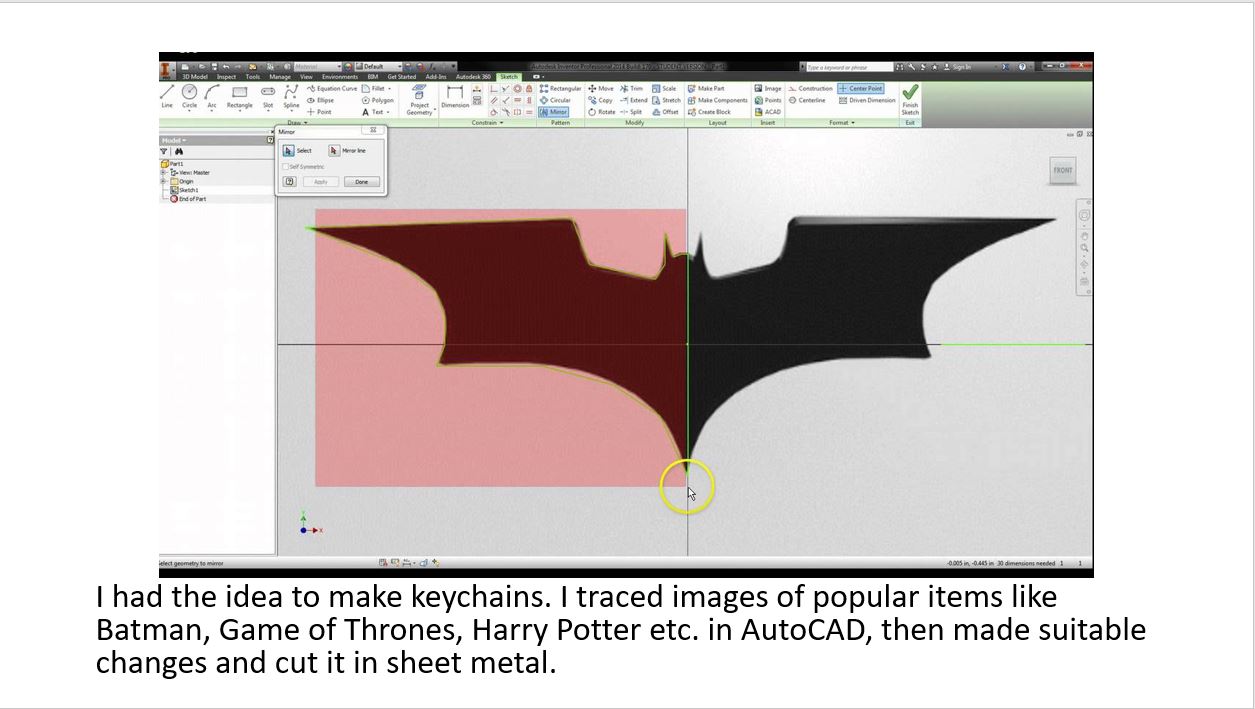 Material
Default
Autodesk Inventor Professional 2014
Type a keyword or phrase
Sign In
3D Model Inspect Tools Manage View Environments BIM Get Started Add-Ins Autodesk 360 Sketch
Line Circle Arc Rectangle Slot Spline
Equation Curve Fillet
Ellipse Polygon
Point Text
Project Geometry
Dimension
Rectangular
Circular
Mirror
Move Trim Scale
Copy Extend Stretch
Rotate Split Offset
Make Part
Make Components
Create Block
Image
Points
ACAD
Construction Center Point
Centerline Driven Dimension
Finish Sketch
Draw Constrain Pattern Modify Layout Insert Format Exit
Model
Part1
View: Master
Origin
Sketch1
End of Part
Mirror
Select Mirror line
Self Symmetric
Apply Done
FRONT
Y
X
Select geometry to mirror
-0.005 in, -0.445 in 30 dimensions needed 1 1
I had the idea to make keychains. I traced images of popular items like
Batman, Game of Thrones, Harry Potter etc. in AutoCAD, then made suitable
changes and cut it in sheet metal.